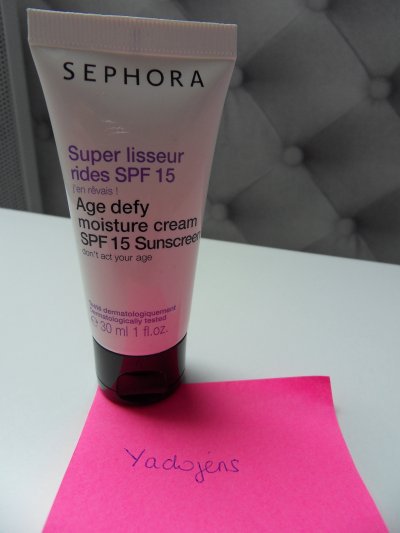 SEPHORA
Super lisseur
rides SPF 15
j'en rêvais !
Age defy
moisture cream
SPF 15 Sunscreen
don't act your age
testé dermatologiquement
dermatologically tested
e 30 ml 1 fl.oz.
Yadojéns